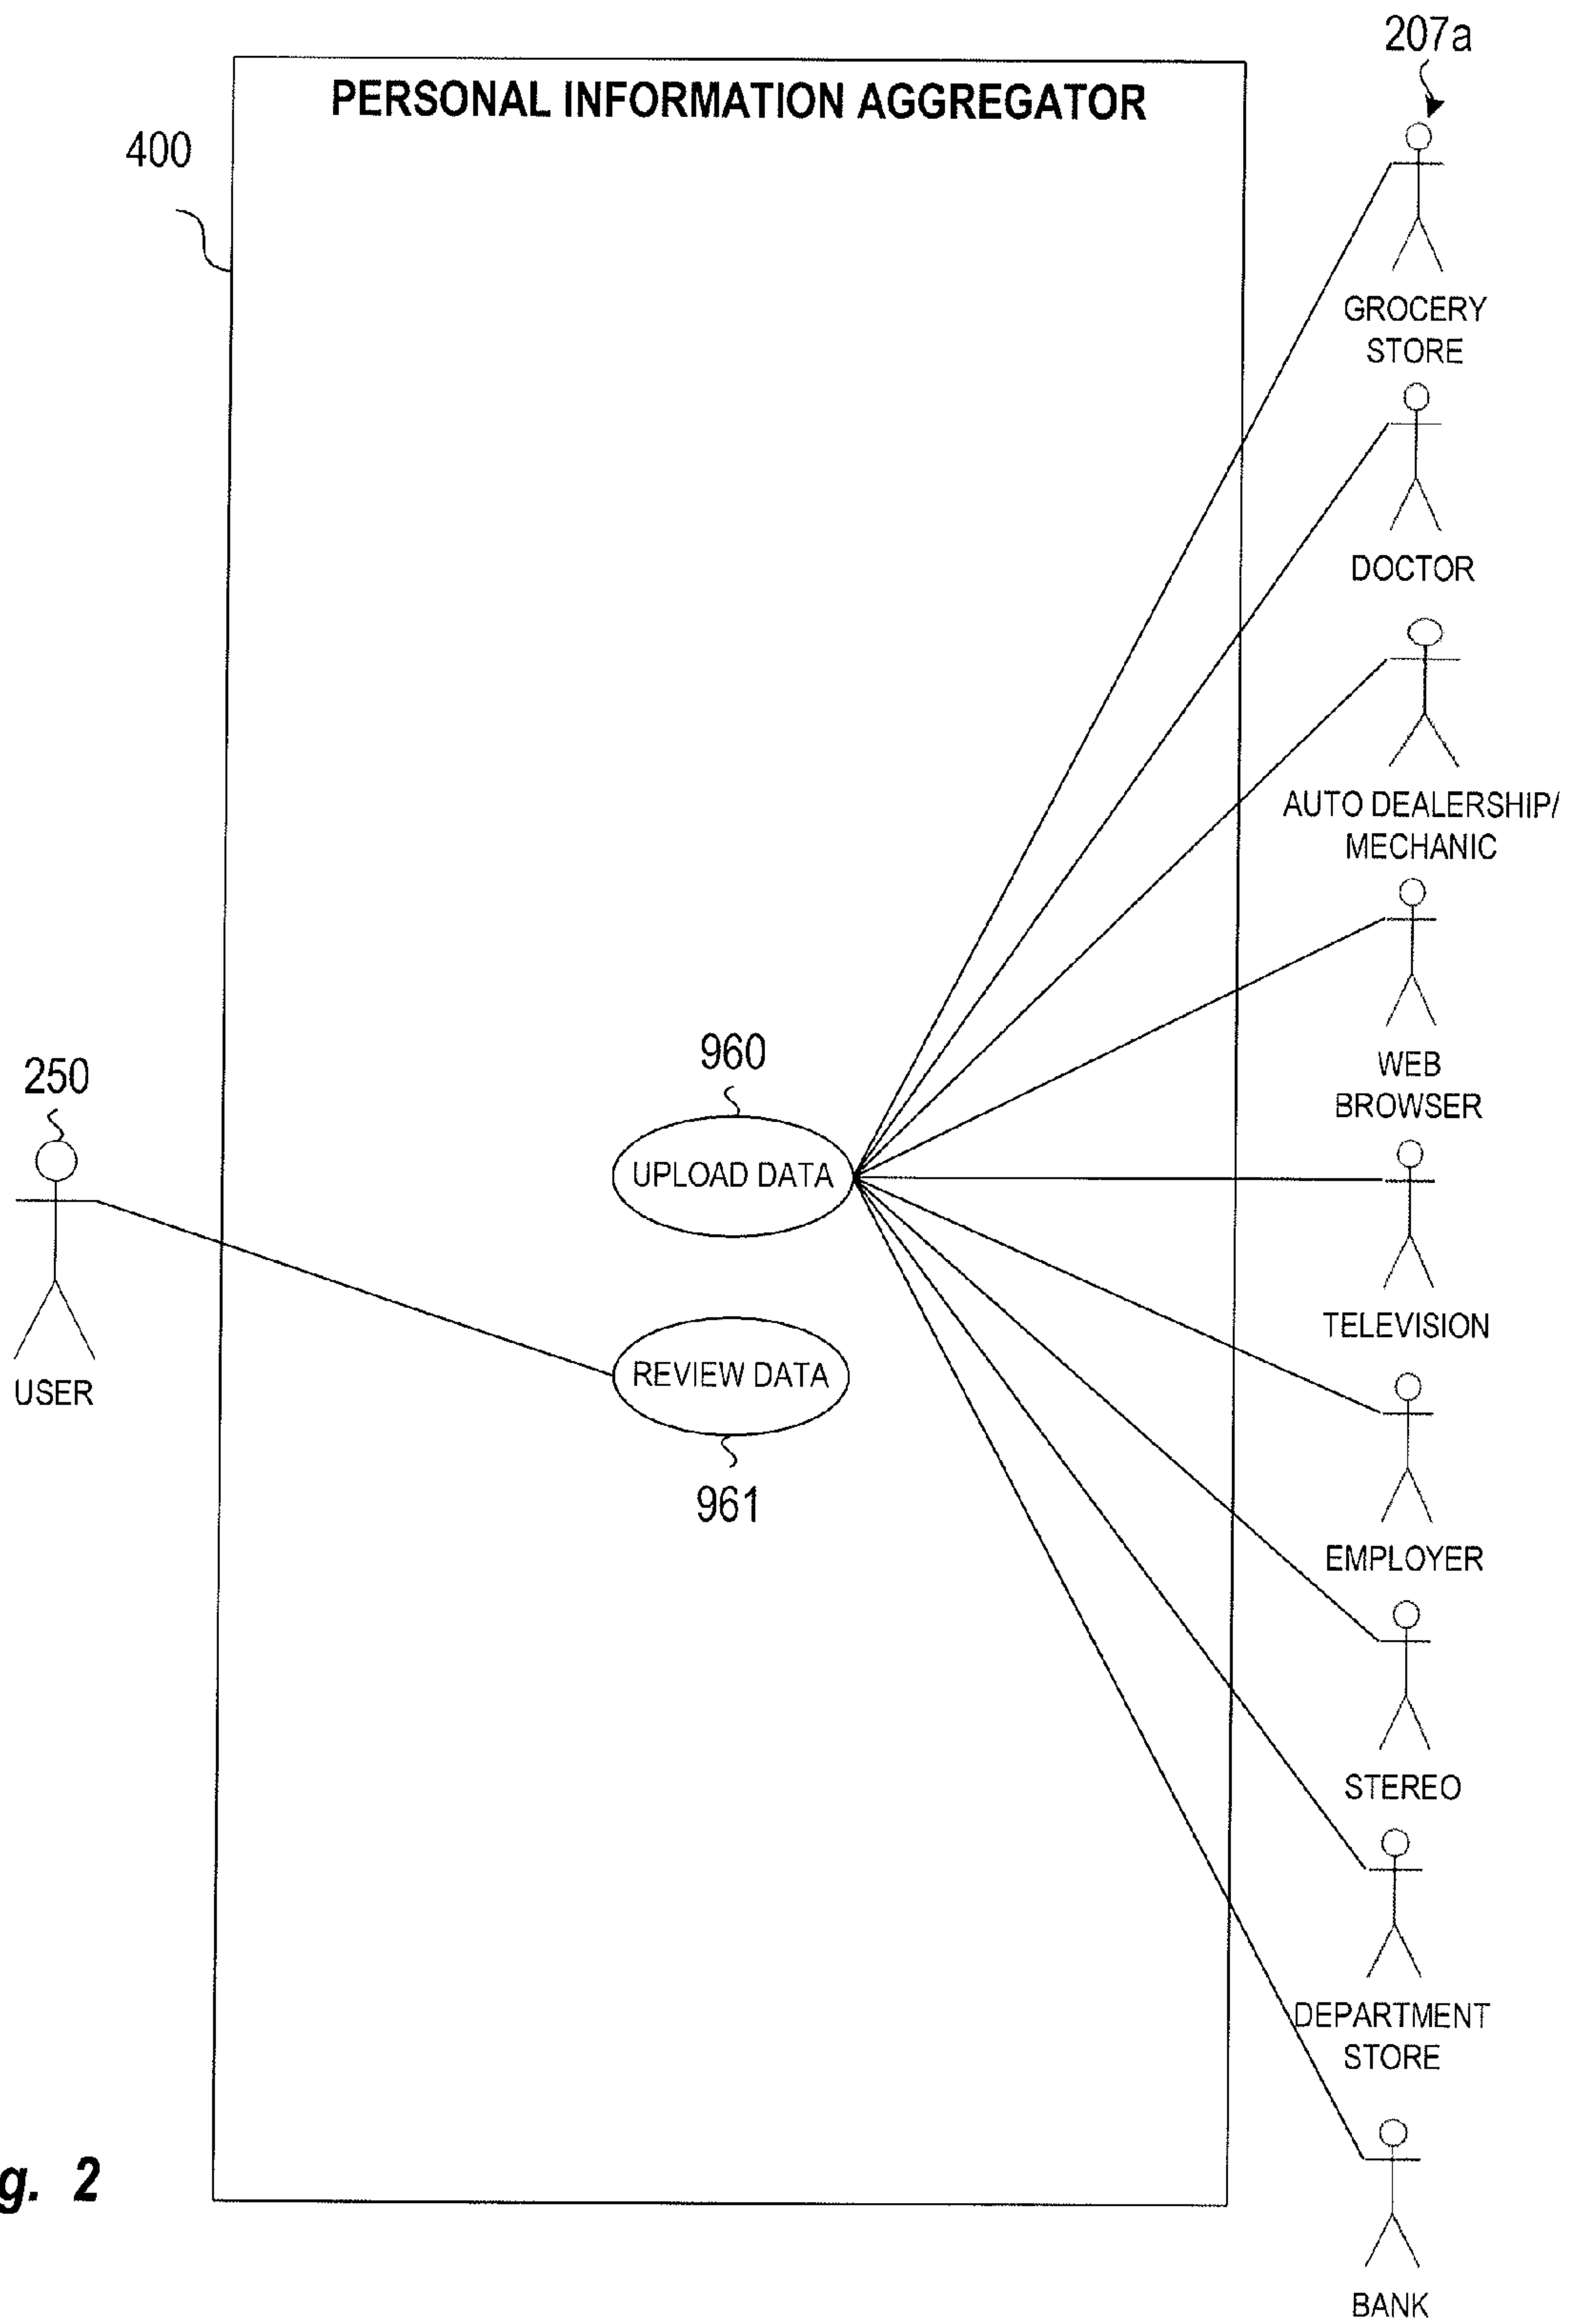 207a
PERSONAL INFORMATION AGGREGATOR
400
GROCERY
STORE
DOCTOR
AUTO DEALERSHIP/
MECHANIC
WEB
BROWSER
960
250
UPLOAD DATA
TELEVISION
REVIEW DATA
USER
961
EMPLOYER
STEREO
DEPARTMENT
STORE
g. 2
BANK